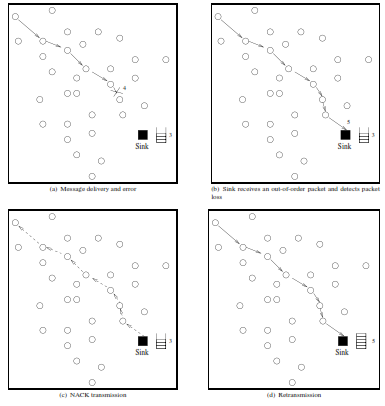 4
3
Sink
(a) Message delivery and error
5
3
Sink
(b) Sink receives an out-of-order packet and detects packet
loss
3
Sink
(c) NACK transmission
5
Sink
(d) Retransmission